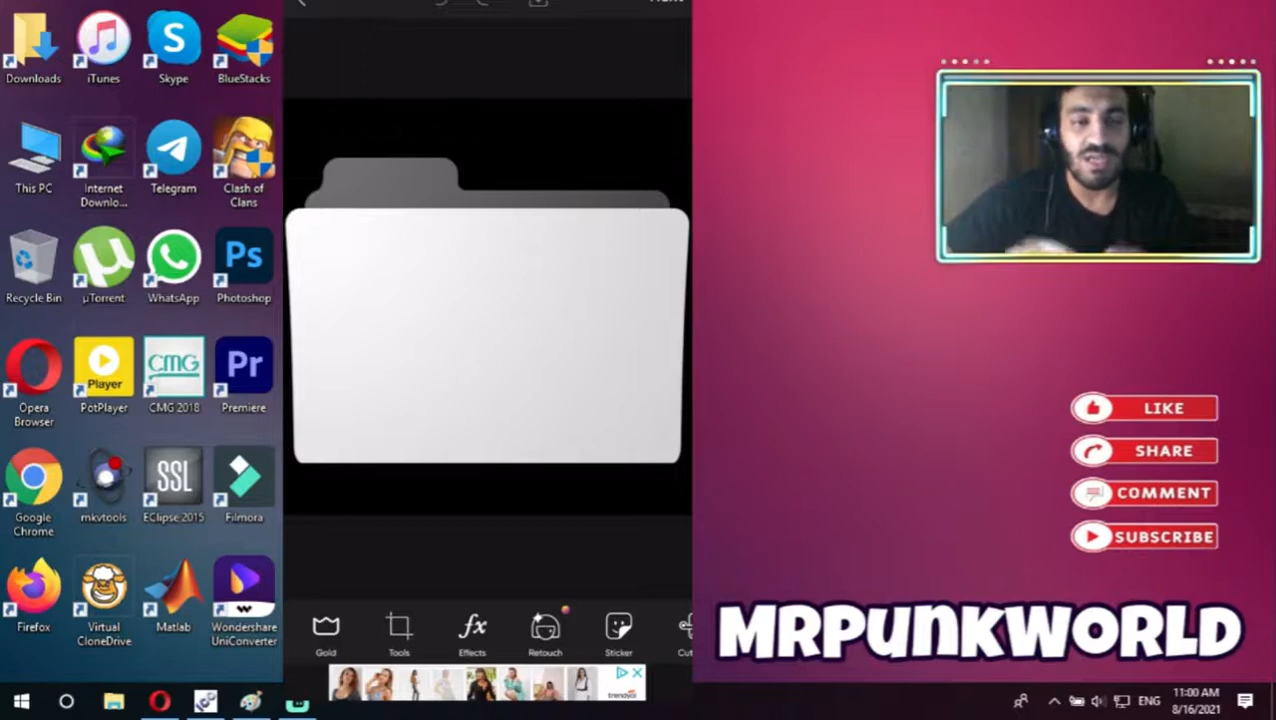 Downloads
iTunes
Skype
BlueStacks
This PC
Internet
Downlo...
Telegram
Clash of
Clans
Recycle Bin
µTorrent
WhatsApp
Ps
Photoshop
Opera
Browser
Player
PotPlayer
CMG
CMG 2018
Pr
Premiere
Google
Chrome
mkvtools
SSL
EClipse 2015
Filmora
Firefox
Virtual
CloneDrive
Matlab
Wondershare
UniConverter
Gold
Tools
fx
Effects
Retouch
Sticker
trendyol
LIKE
SHARE
COMMENT
SUBSCRIBE
MRPUNKWORLD
ENG
11:00 AM
8/16/2021